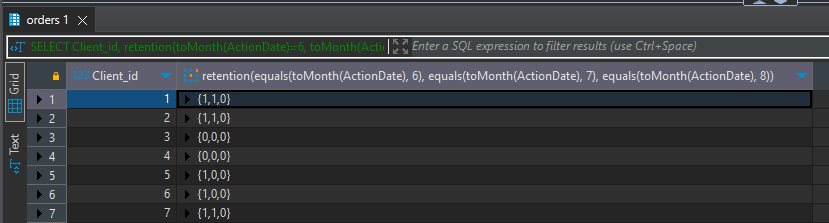 orders 1
SELECT Client_id, retention(toMonth(ActionDate)=6, toMonth(Acti Enter a SQL expression to filter results (use Ctrl+Space)
Grid
Text
123 Client_id retention(equals(toMonth(ActionDate), 6), equals(toMonth(ActionDate), 7), equals(toMonth(ActionDate), 8))
1 1 {1,1,0}
2 2 {1,1,0}
3 3 {0,0,0}
4 4 {0,0,0}
5 5 {1,0,0}
6 6 {1,0,0}
7 7 {1,1,0}